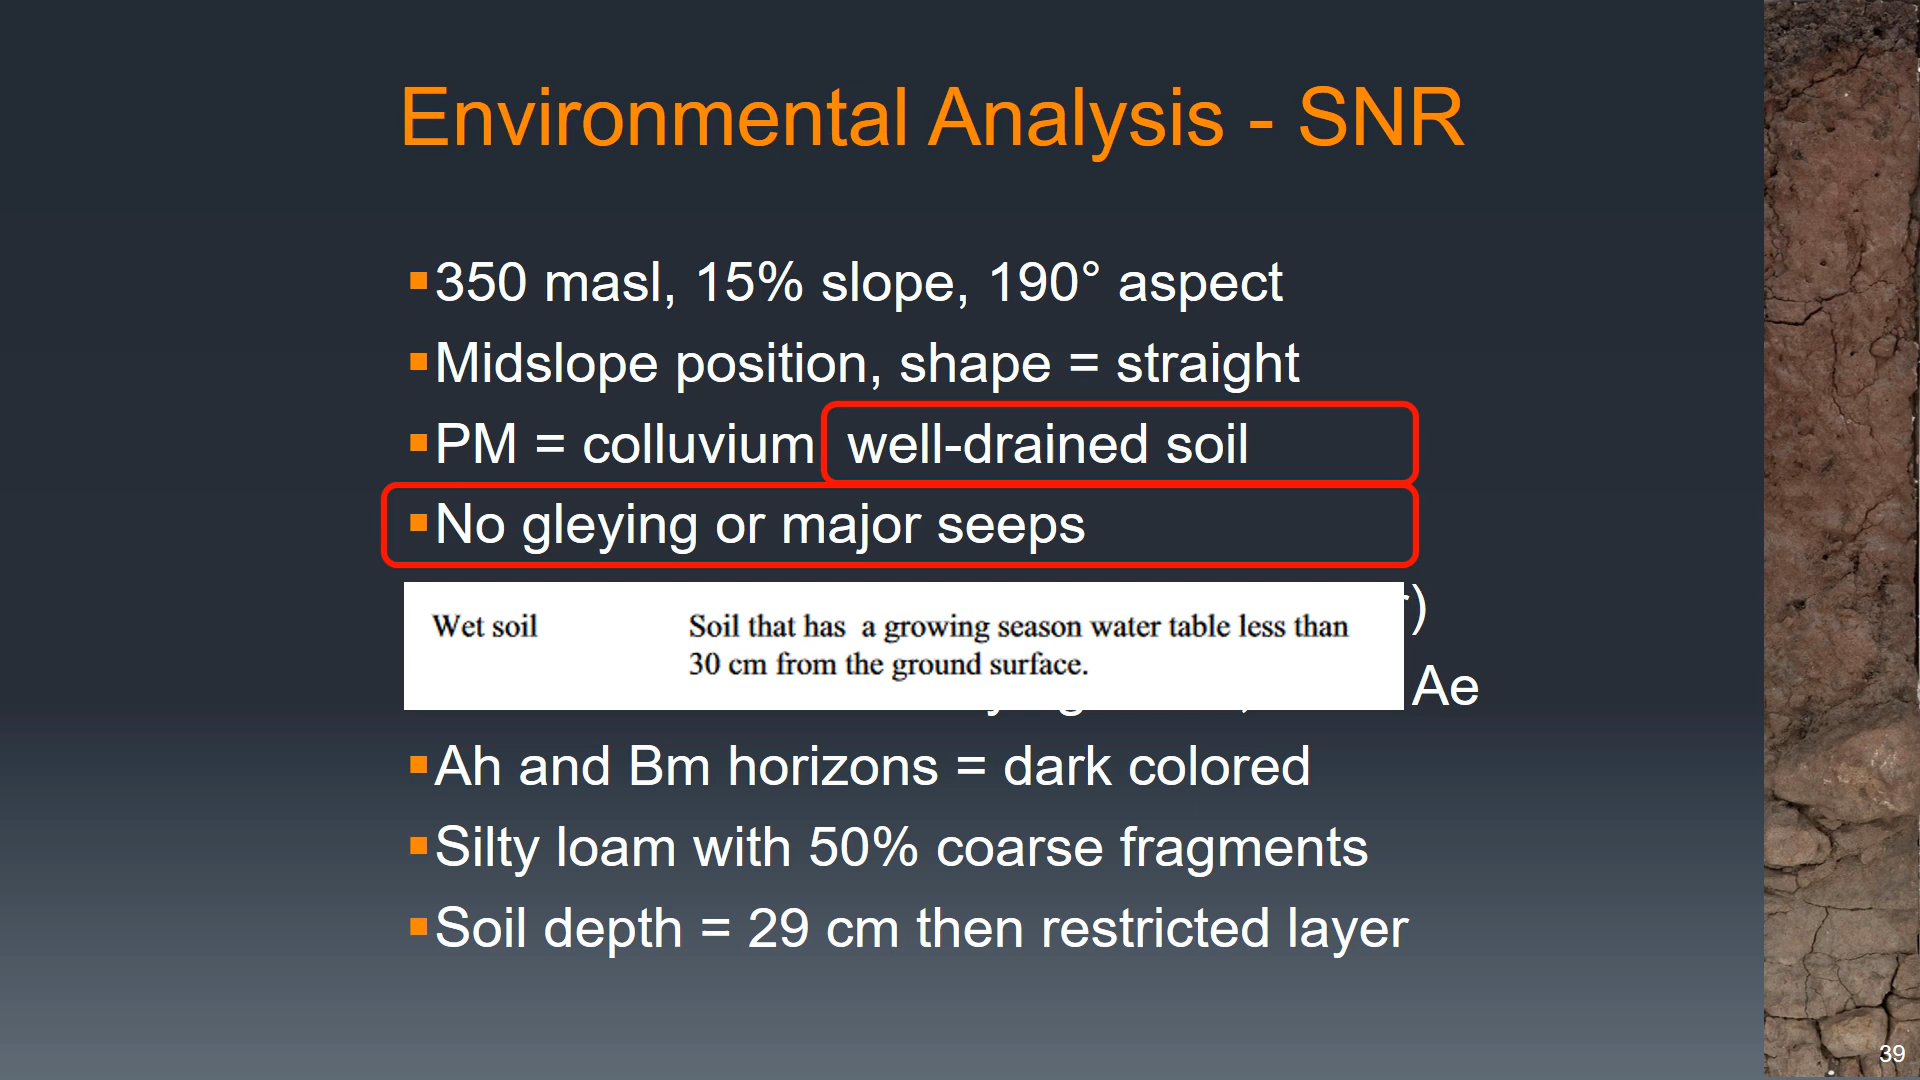 Environmental Analysis - SNR
350 masl, 15% slope, 190° aspect
Midslope position, shape = straight
PM = colluvium well-drained soil
No gleying or major seeps
Wet soil Soil that has a growing season water table less than
30 cm from the ground surface.
)
Ae
Ah and Bm horizons = dark colored
Silty loam with 50% coarse fragments
Soil depth = 29 cm then restricted layer
39